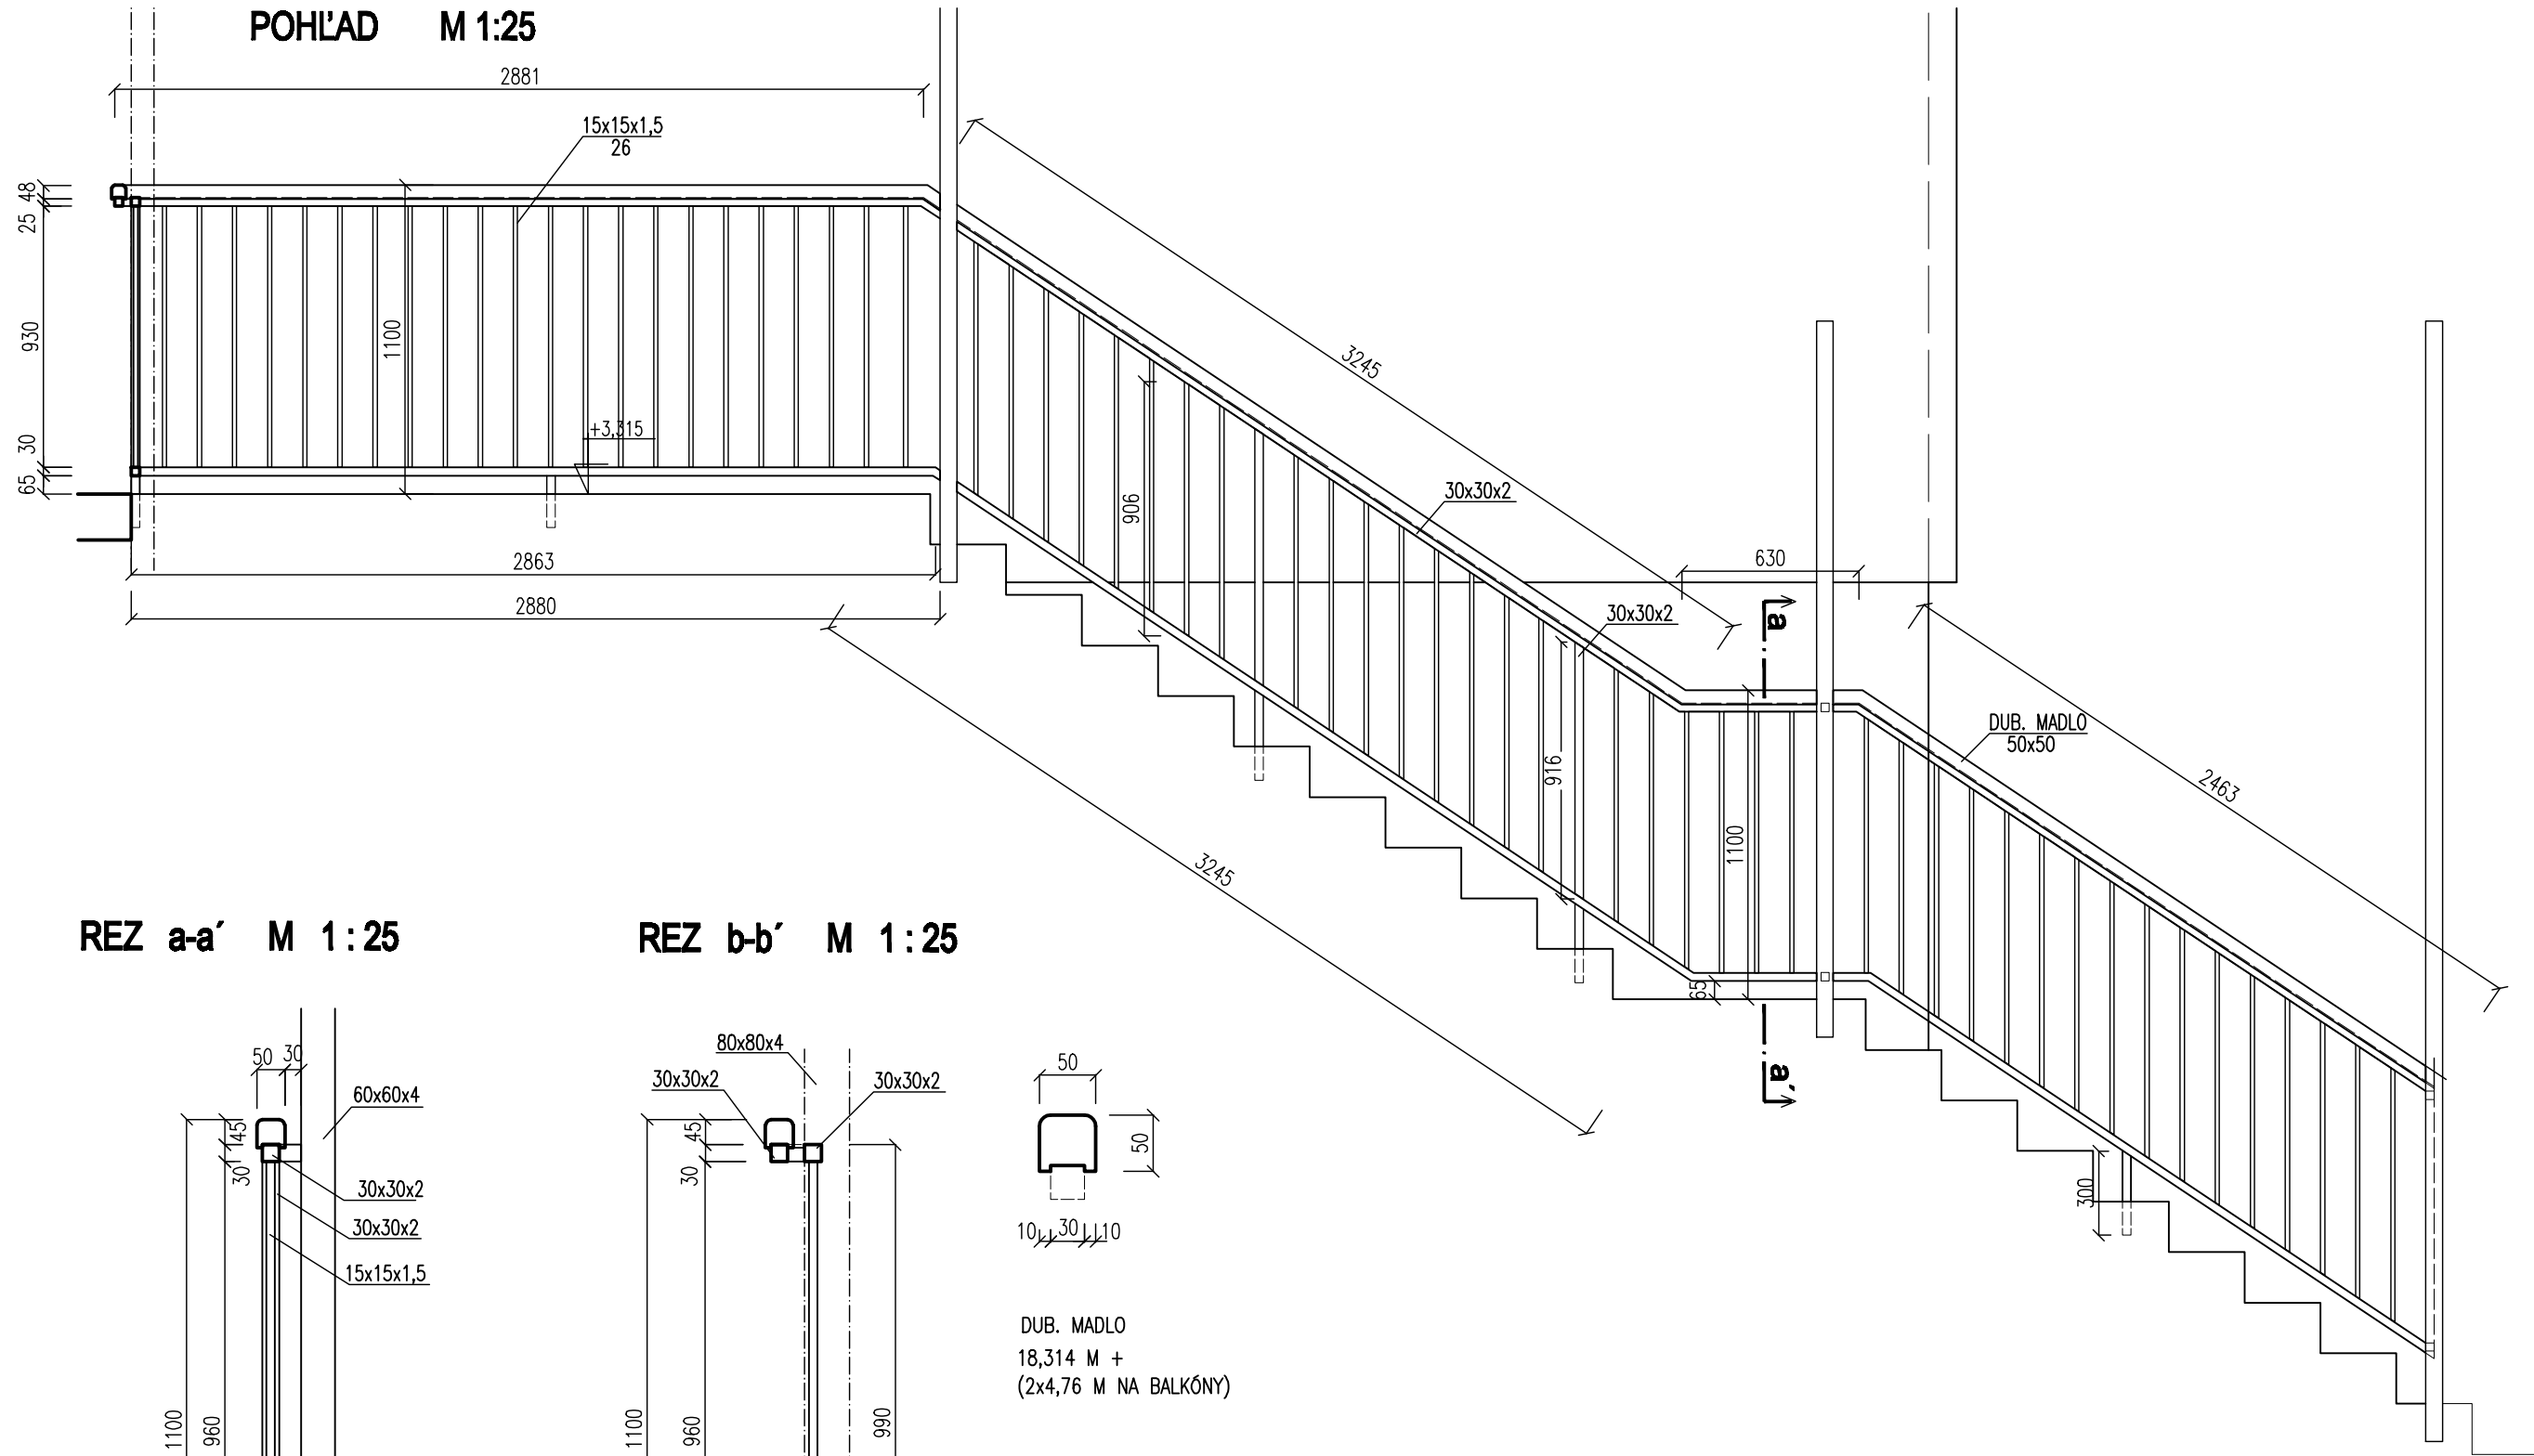 POHĽAD M 1:25
2881
15x15x1,5
26
48
25
930
30
65
1100
+3,315
2863
2880
3245
906
30x30x2
916
30x30x2
630
a
1100
65
a´
DUB. MADLO
50x50
2463
3245
300
REZ a-a´ M 1:25
50 30
60x60x4
45
30
30x30x2
30x30x2
15x15x1,5
1100
960
REZ b-b´ M 1:25
80x80x4
30x30x2
30x30x2
45
30
1100
960
990
50
50
10 30 10
DUB. MADLO
18,314 M +
(2x4,76 M NA BALKÓNY)